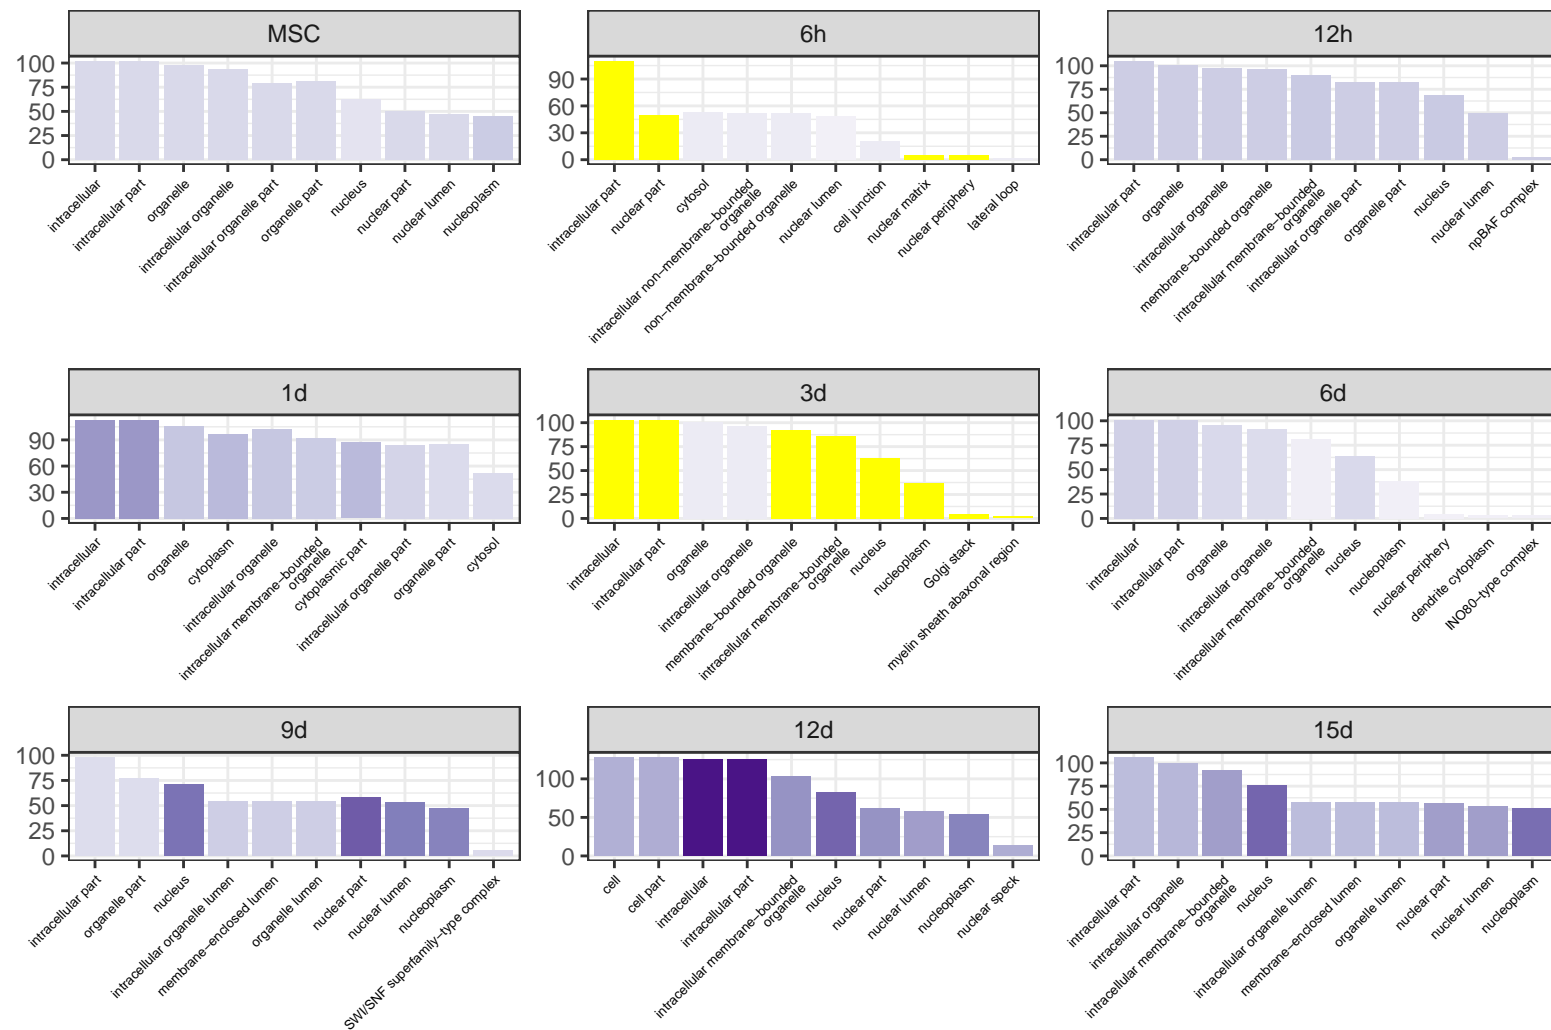 MSC
100
75
50
25
0
intracellular
intracellular part
organelle
intracellular organelle
intracellular organelle part
organelle part
nucleus
nuclear part
nuclear lumen
nucleoplasm
6h
90
60
30
0
intracellular part
nuclear part
cytosol
intracellular non−membrane−bounded
organelle
non−membrane−bounded organelle
nuclear lumen
cell junction
nuclear matrix
nuclear periphery
lateral loop
12h
100
75
50
25
0
intracellular part
organelle
intracellular organelle
membrane−bounded organelle
intracellular membrane−bounded
organelle
intracellular organelle part
organelle part
nucleus
nuclear lumen
npBAF complex
1d
90
60
30
0
intracellular
intracellular part
organelle
cytoplasm
intracellular organelle
intracellular membrane−bounded
organelle
cytoplasmic part
intracellular organelle part
organelle part
cytosol
3d
100
75
50
25
0
intracellular
intracellular part
organelle
intracellular organelle
membrane−bounded organelle
intracellular membrane−bounded
organelle
nucleus
nucleoplasm
Golgi stack
myelin sheath abaxonal region
6d
100
75
50
25
0
intracellular
intracellular part
organelle
intracellular organelle
intracellular membrane−bounded
organelle
nucleus
nucleoplasm
nuclear periphery
dendrite cytoplasm
INO80−type complex
9d
100
75
50
25
0
intracellular part
organelle part
nucleus
intracellular organelle lumen
membrane−enclosed lumen
organelle lumen
nuclear part
nuclear lumen
nucleoplasm
SWI/SNF superfamily−type complex
12d
100
50
0
cell
cell part
intracellular
intracellular part
intracellular membrane−bounded
organelle
nucleus
nuclear part
nuclear lumen
nucleoplasm
nuclear speck
15d
100
75
50
25
0
intracellular part
intracellular organelle
intracellular membrane−bounded
organelle
nucleus
intracellular organelle lumen
membrane−enclosed lumen
organelle lumen
nuclear part
nuclear lumen
nucleoplasm